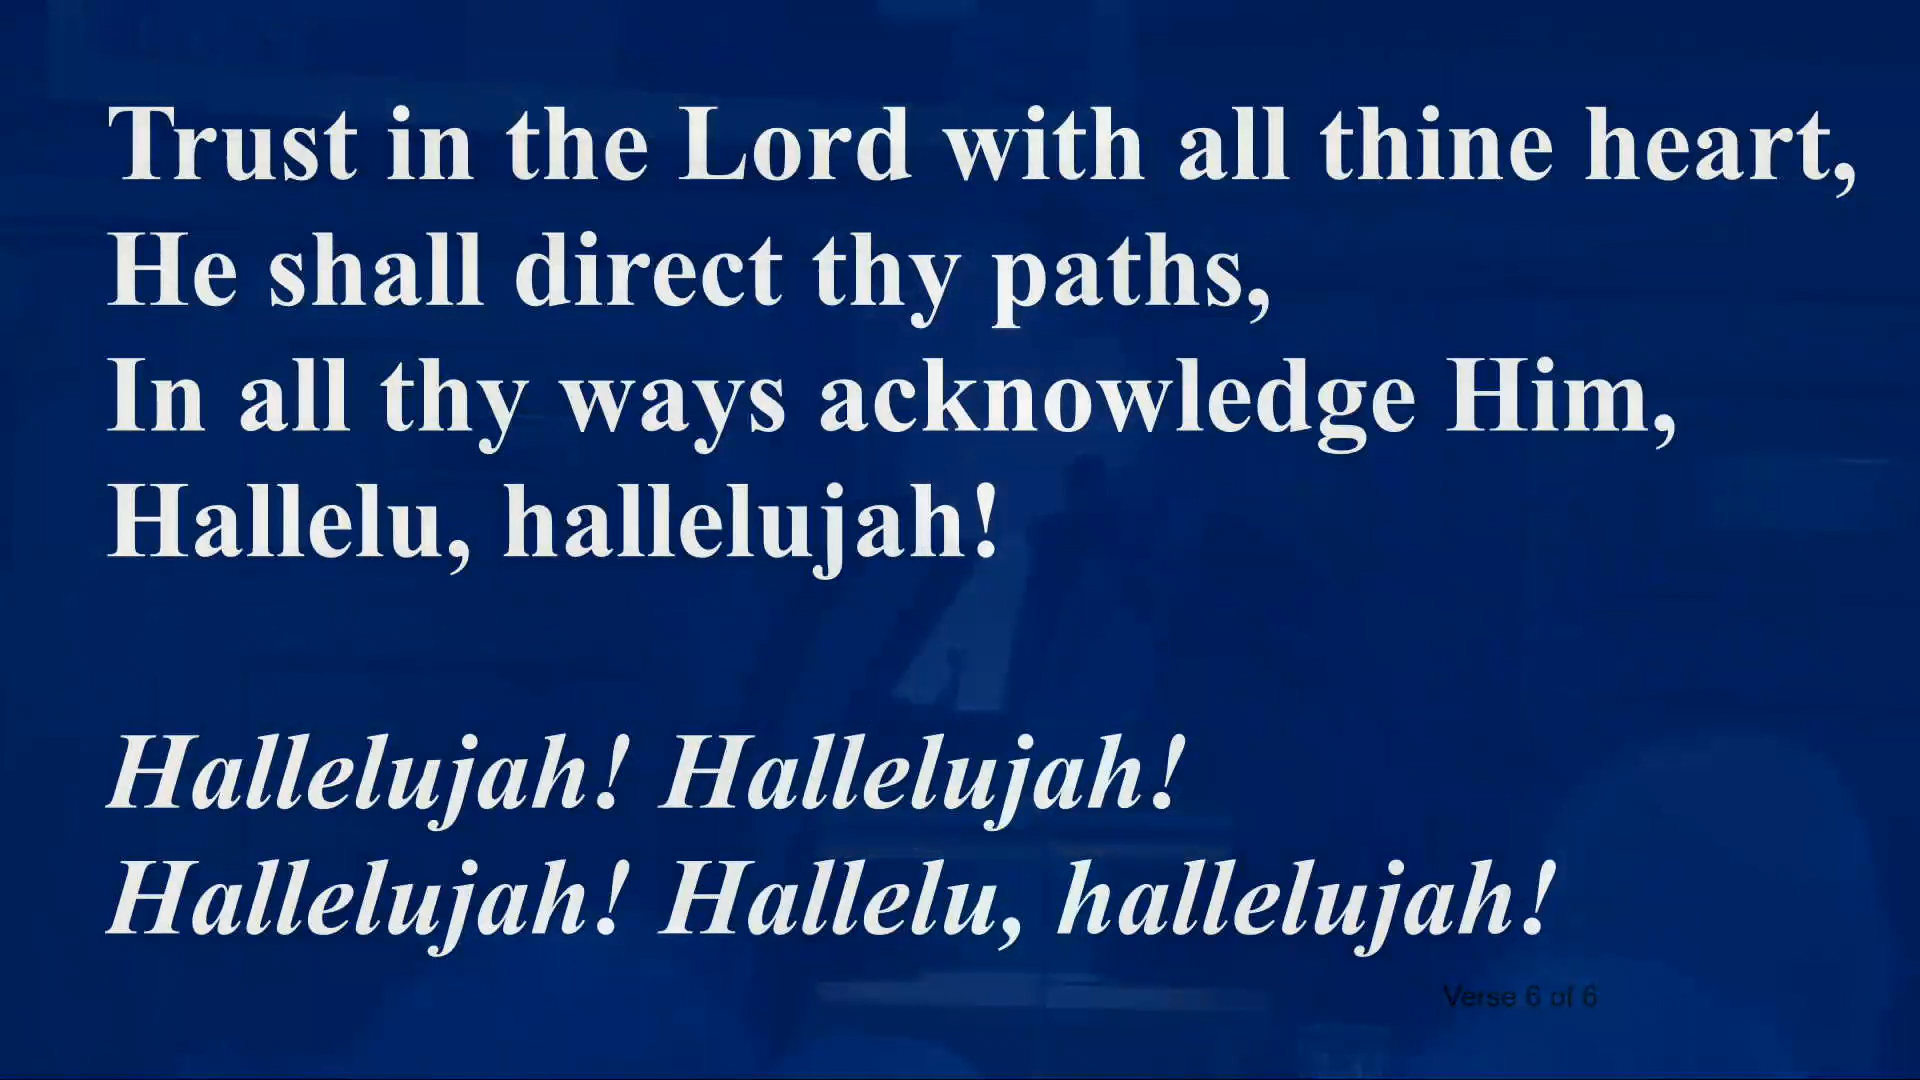 Trust in the Lord with all thine heart,
He shall direct thy paths,
In all thy ways acknowledge Him,
Hallelu, hallelujah!
Hallelujah! Hallelujah!
Hallelujah! Hallelu, hallelujah!
Verse 6 of 6